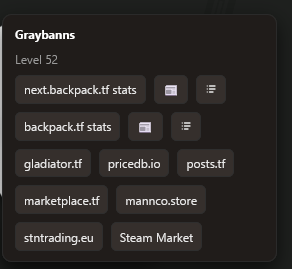 Graybanns
Level 52
next.backpack.tf stats
backpack.tf stats
gladiator.tf pricedb.io posts.tf
marketplace.tf mannco.store
stntrading.eu Steam Market